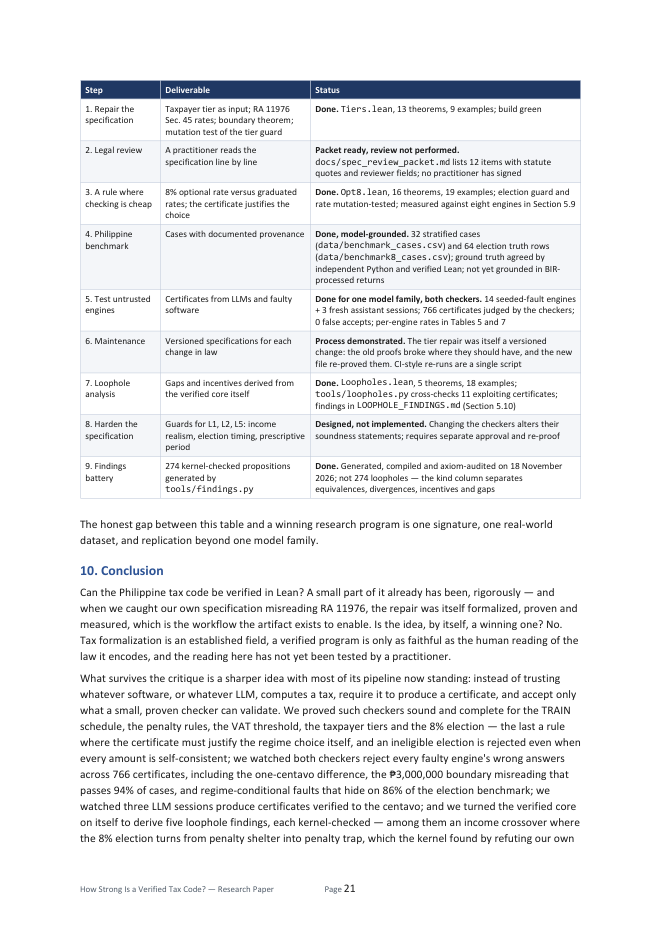 Step Deliverable Status
1. Repair the
specification
Taxpayer tier as input; RA 11976
Sec. 45 rates; boundary theorem;
mutation test of the tier guard
Done. Tiers.lean, 13 theorems, 9 examples; build green
2. Legal review
A practitioner reads the
specification line by line
Packet ready, review not performed.
docs/spec_review_packet.md lists 12 items with statute
quotes and reviewer fields; no practitioner has signed
3. A rule where
checking is cheap
8% optional rate versus graduated
rates; the certificate justifies the
choice
Done. Opt8.lean, 16 theorems, 19 examples; election guard and
rate mutation-tested; measured against eight engines in Section 5.9
4. Philippine
benchmark
Cases with documented provenance
Done, model-grounded. 32 stratified cases
(data/benchmark_cases.csv) and 64 election truth rows
(data/benchmark8_cases.csv); ground truth agreed by
independent Python and verified Lean; not yet grounded in BIR-
processed returns
5. Test untrusted
engines
Certificates from LLMs and faulty
software
Done for one model family, both checkers. 14 seeded-fault engines
+ 3 fresh assistant sessions; 766 certificates judged by the checkers;
0 false accepts; per-engine rates in Tables 5 and 7
6. Maintenance
Versioned specifications for each
change in law
Process demonstrated. The tier repair was itself a versioned
change: the old proofs broke where they should have, and the new
file re-proved them. CI-style re-runs are a single script
7. Loophole
analysis
Gaps and incentives derived from
the verified core itself
Done. Loopholes.lean, 5 theorems, 18 examples;
tools/loopholes.py cross-checks 11 exploiting certificates;
findings in LOOPHOLE_FINDINGS.md (Section 5.10)
8. Harden the
specification
Guards for L1, L2, L5: income
realism, election timing, prescriptive
period
Designed, not implemented. Changing the checkers alters their
soundness statements; requires separate approval and re-proof
9. Findings
battery
274 kernel-checked propositions
generated by
tools/findings.py
Done. Generated, compiled and axiom-audited on 18 November
2026; not 274 loopholes — the kind column separates
equivalences, divergences, incentives and gaps
The honest gap between this table and a winning research program is one signature, one real-world
dataset, and replication beyond one model family.
10. Conclusion
Can the Philippine tax code be verified in Lean? A small part of it already has been, rigorously — and
when we caught our own specification misreading RA 11976, the repair was itself formalized, proven and
measured, which is the workflow the artifact exists to enable. Is the idea, by itself, a winning one? No.
Tax formalization is an established field, a verified program is only as faithful as the human reading of the
law it encodes, and the reading here has not yet been tested by a practitioner.
What survives the critique is a sharper idea with most of its pipeline now standing: instead of trusting
whatever software, or whatever LLM, computes a tax, require it to produce a certificate, and accept only
what a small, proven checker can validate. We proved such checkers sound and complete for the TRAIN
schedule, the penalty rules, the VAT threshold, the taxpayer tiers and the 8% election — the last a rule
where the certificate must justify the regime choice itself, and an ineligible election is rejected even when
every amount is self-consistent; we watched both checkers reject every faulty engine's wrong answers
across 766 certificates, including the one-centavo difference, the ₱3,000,000 boundary misreading that
passes 94% of cases, and regime-conditional faults that hide on 86% of the election benchmark; we
watched three LLM sessions produce certificates verified to the centavo; and we turned the verified core
on itself to derive five loophole findings, each kernel-checked — among them an income crossover where
the 8% election turns from penalty shelter into penalty trap, which the kernel found by refuting our own
How Strong Is a Verified Tax Code? — Research Paper Page 21